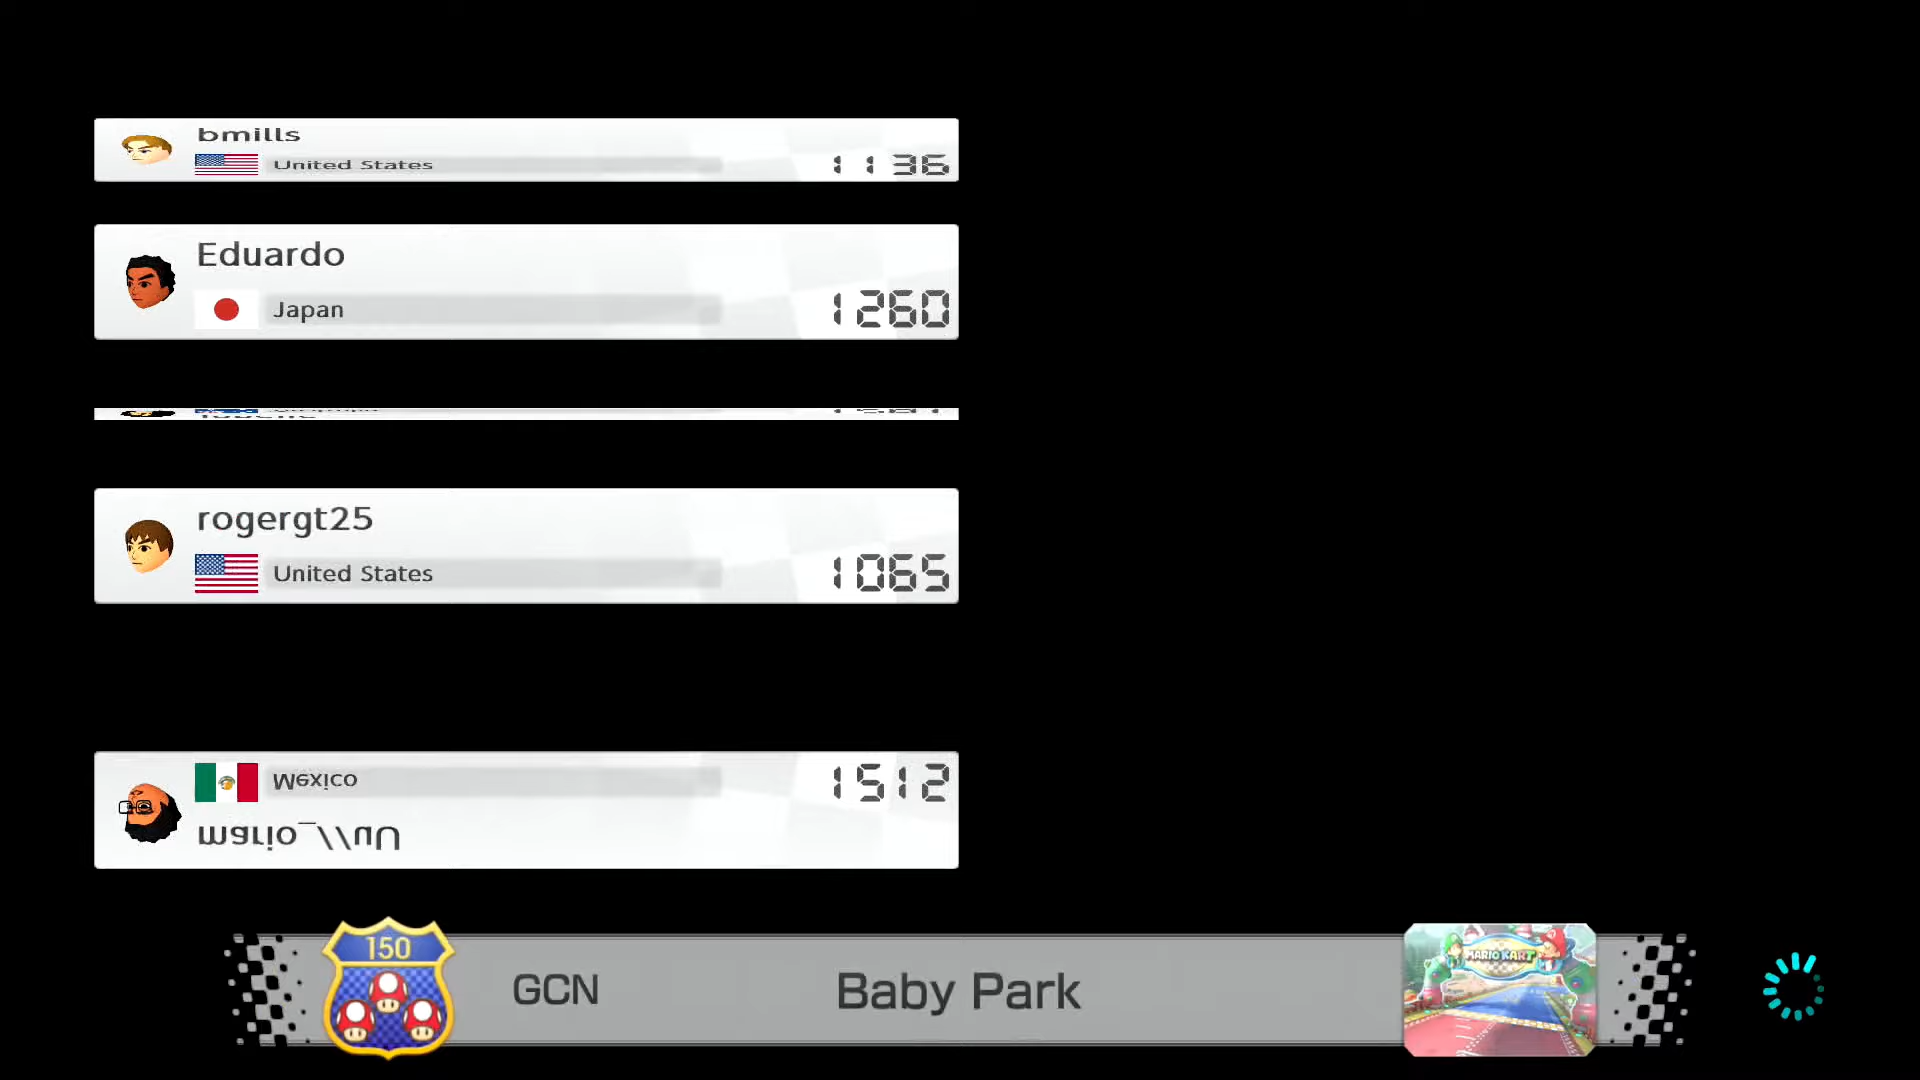 bmills
United States
1136
Eduardo
Japan
1260
rogergt25
United States
1065
Mexico
1512
mario_//uU
150
GCN
Baby Park
MARIO KART